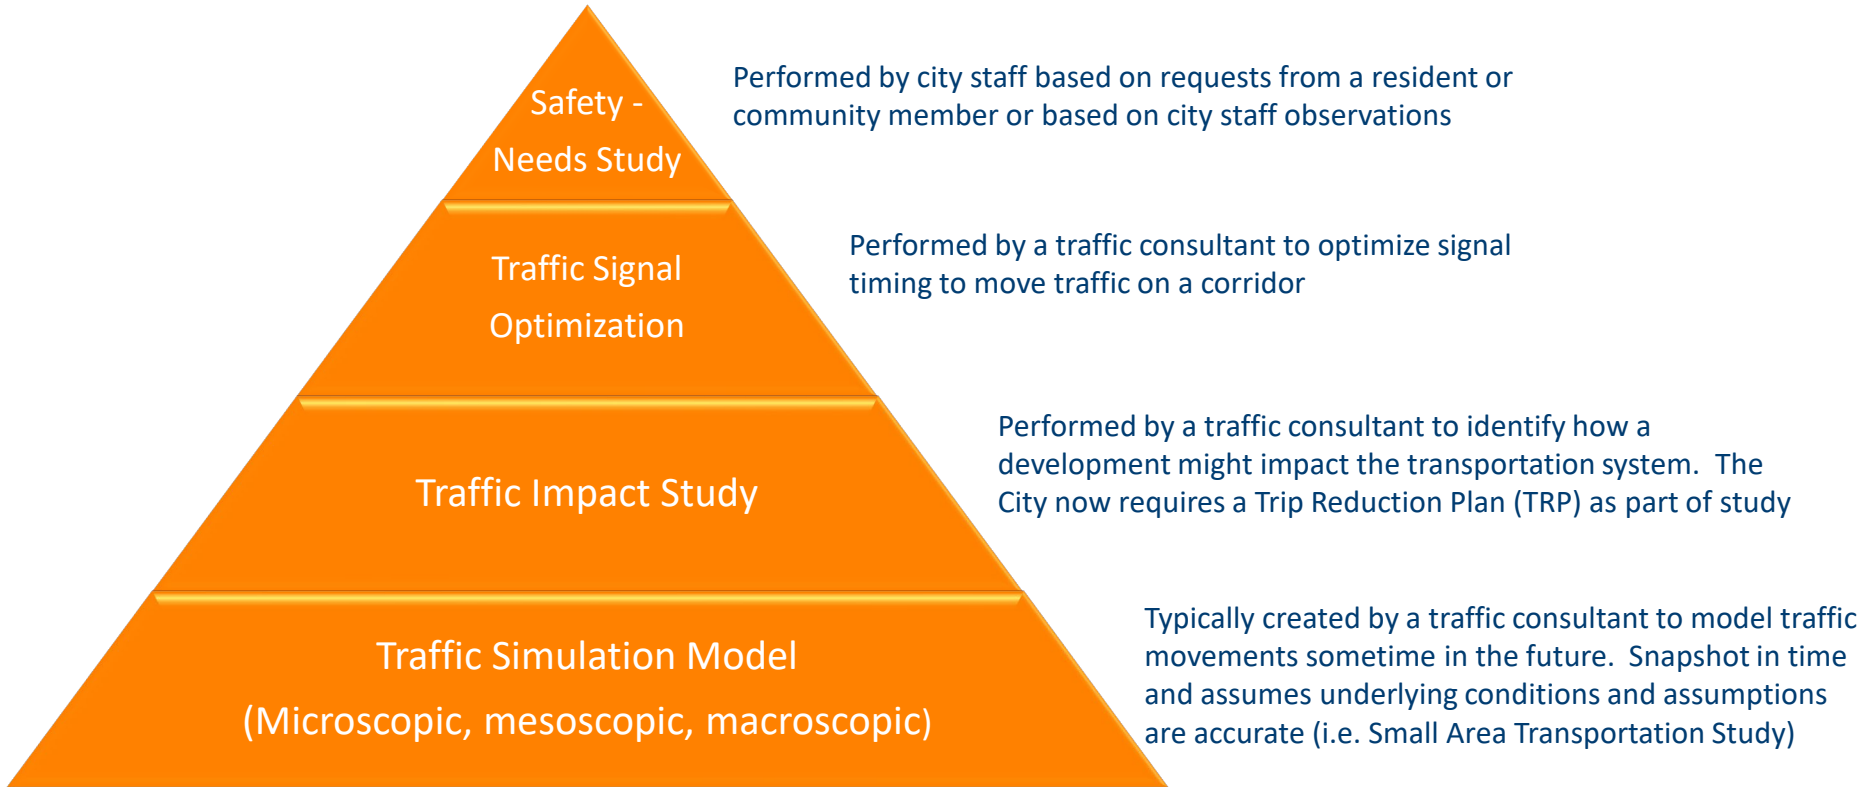 Safety -
Needs Study
Performed by city staff based on requests from a resident or
community member or based on city staff observations
Traffic Signal
Optimization
Performed by a traffic consultant to optimize signal
timing to move traffic on a corridor
Traffic Impact Study
Performed by a traffic consultant to identify how a
development might impact the transportation system.  The
City now requires a Trip Reduction Plan (TRP) as part of study
Traffic Simulation Model
(Microscopic, mesoscopic, macroscopic)
Typically created by a traffic consultant to model traffic
movements sometime in the future.  Snapshot in time
and assumes underlying conditions and assumptions
are accurate (i.e. Small Area Transportation Study)